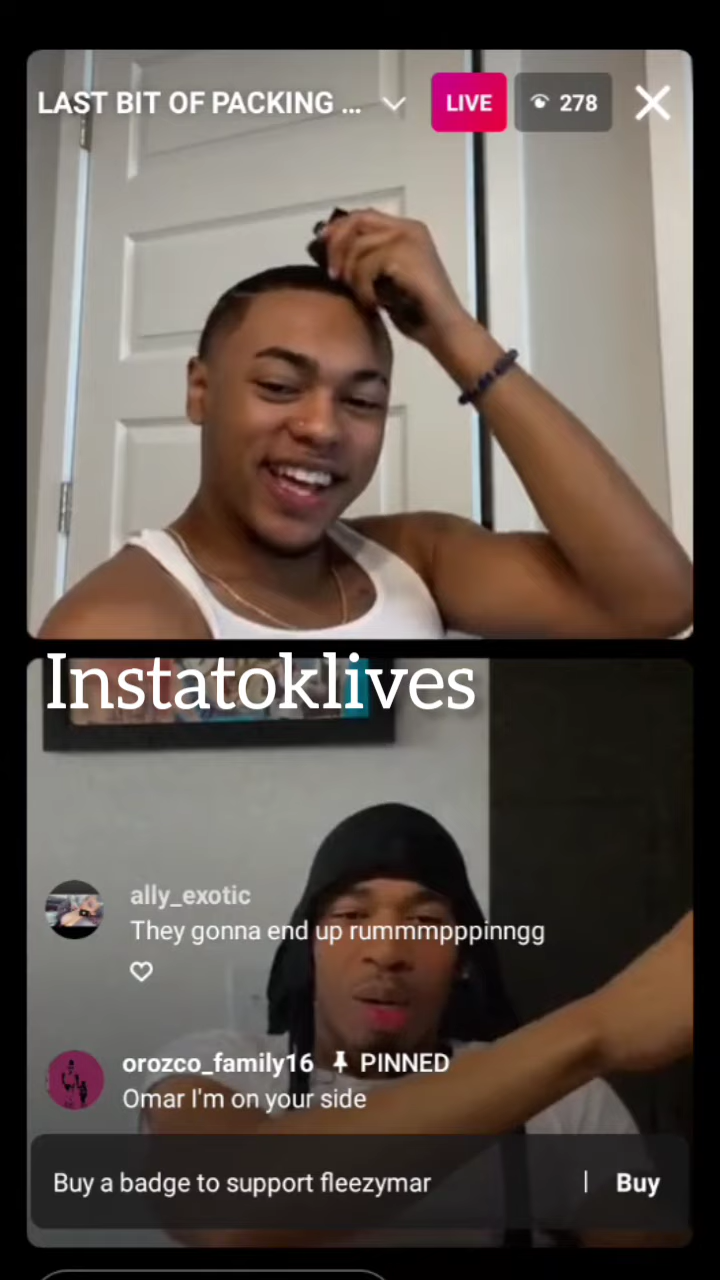 LAST BIT OF PACKING ...
LIVE
278
Instatoklives
ally_exotic
They gonna end up rummmpppinngg
orozco_family16 PINNED
Omar I'm on your side
Buy a badge to support fleezymar | Buy